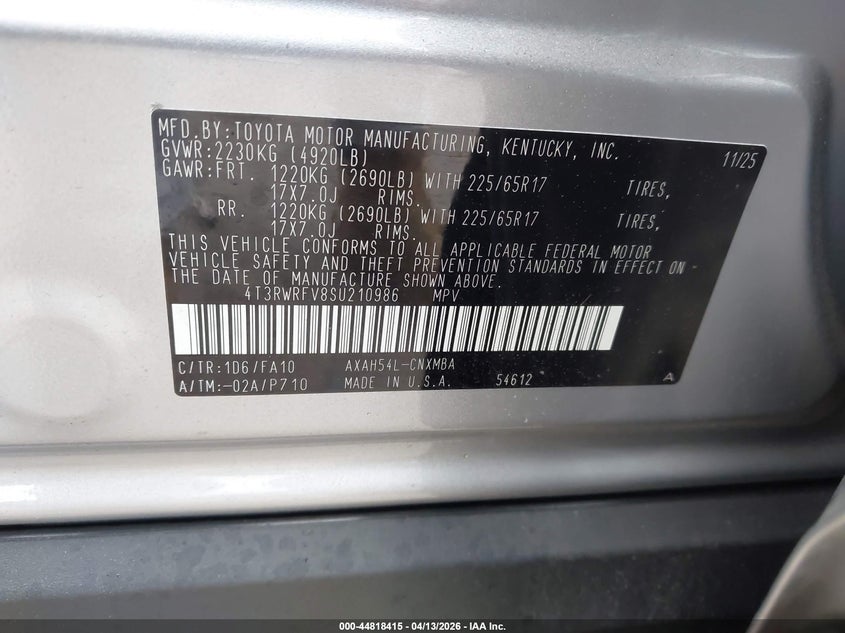 MFD.BY:TOYOTA MOTOR MANUFACTURING, KENTUCKY, INC. 11/25
GVWR:2230KG (4920LB)
GAWR:FRT. 1220KG (2690LB) WITH 225/65R17 TIRES,
17X7.0J RIMS.
RR. 1220KG (2690LB) WITH 225/65R17 TIRES,
17X7.0J RIMS.
THIS VEHICLE CONFORMS TO ALL APPLICABLE FEDERAL MOTOR
VEHICLE SAFETY AND THEFT PREVENTION STANDARDS IN EFFECT ON
THE DATE OF MANUFACTURE SHOWN ABOVE.
4T3RWRFV8SU210986 MPV
C/TR:1D6/FA10 AXAH54L-CNXMBA
A/TM:-02A/P710 MADE IN U.S.A. 54612 A
000-44818415 - 04/13/2026 - IAA Inc.